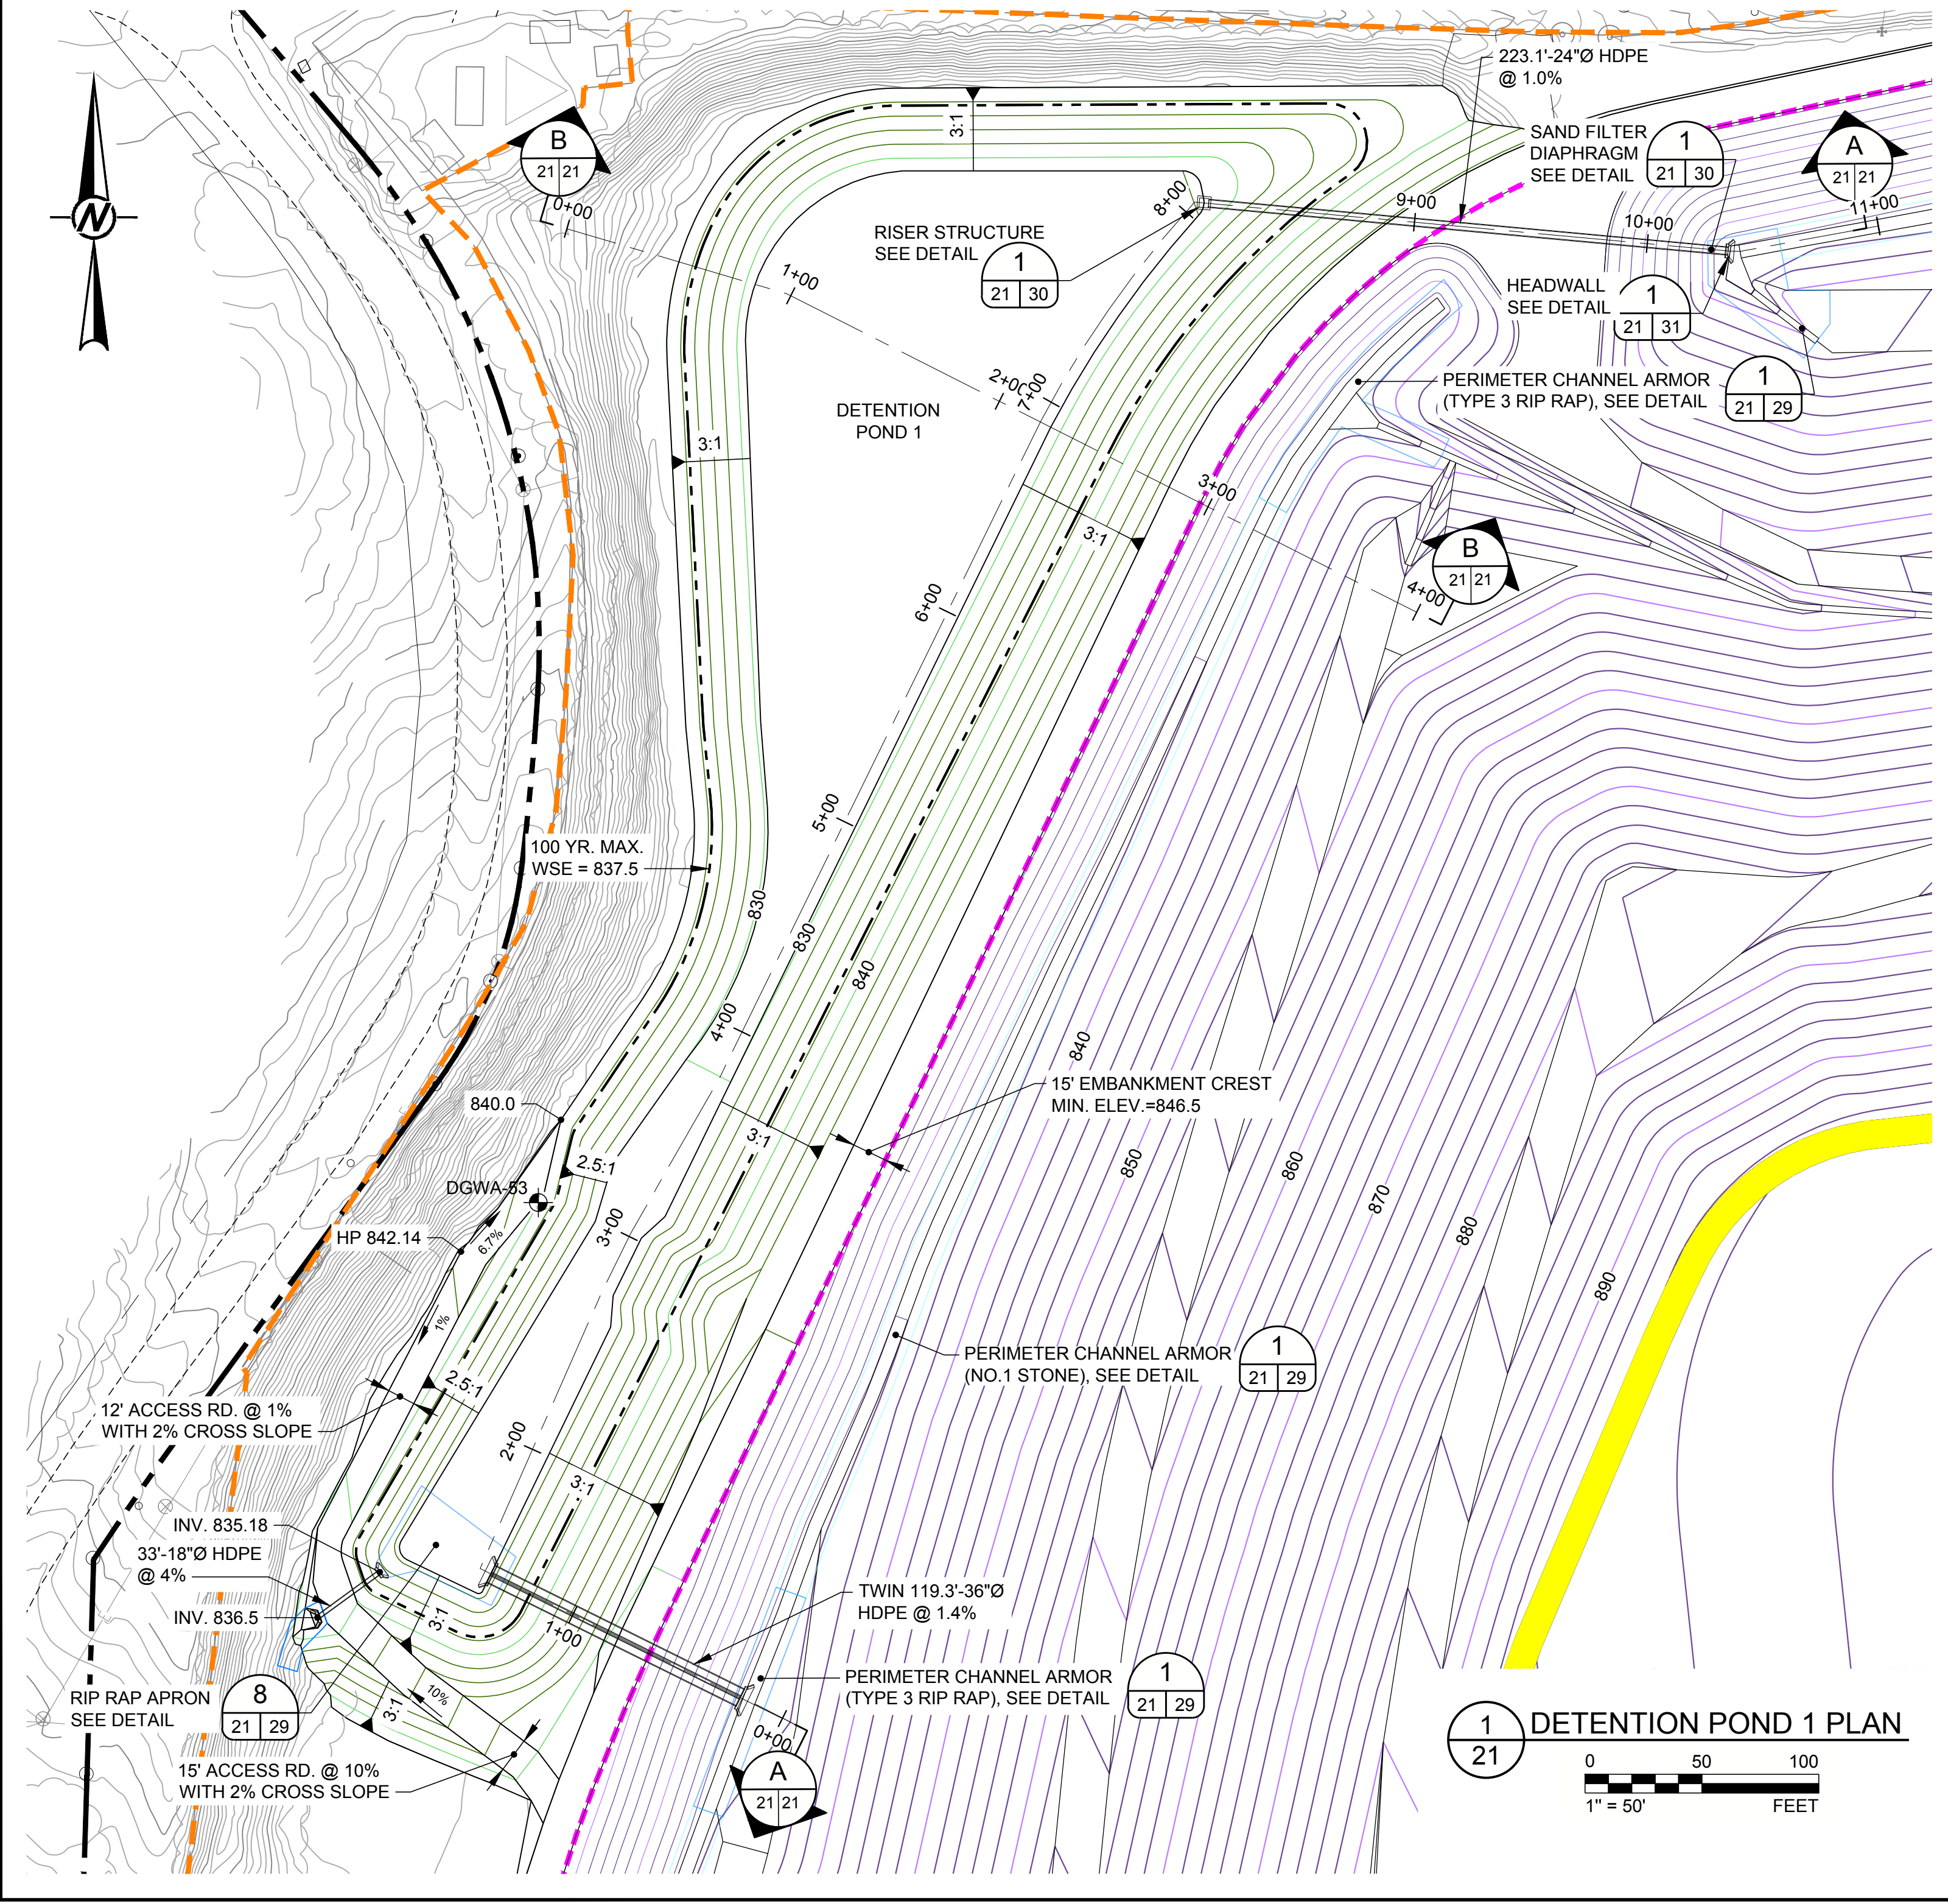 223.1'-24"Ø HDPE
@ 1.0%
SAND FILTER
DIAPHRAGM
SEE DETAIL
1
21 30
A
21 21
B
21 21
3:1
0+00
8+00
9+00
10+00
11+00
RISER STRUCTURE
SEE DETAIL
1
21 30
1+00
HEADWALL
SEE DETAIL
1
21 31
N
2+00
7+00
PERIMETER CHANNEL ARMOR
(TYPE 3 RIP RAP), SEE DETAIL
1
21 29
DETENTION
POND 1
3:1
3+00
3:1
B
21 21
4+00
6+00
5+00
100 YR. MAX.
WSE = 837.5
830
830
840
4+00
840
15' EMBANKMENT CREST
MIN. ELEV.=846.5
840.0
3:1
2.5:1
850
860
870
880
890
DGWA-53
3+00
HP 842.14
6.7%
1%
PERIMETER CHANNEL ARMOR
(NO.1 STONE), SEE DETAIL
1
21 29
2.5:1
12' ACCESS RD. @ 1%
WITH 2% CROSS SLOPE
2+00
3:1
INV. 835.18
33'-18"Ø HDPE
@ 4%
INV. 836.5
3:1
1+00
TWIN 119.3'-36"Ø
HDPE @ 1.4%
PERIMETER CHANNEL ARMOR
(TYPE 3 RIP RAP), SEE DETAIL
1
21 29
RIP RAP APRON
SEE DETAIL
8
21 29
3:1
10%
0+00
A
21 21
15' ACCESS RD. @ 10%
WITH 2% CROSS SLOPE
1
21
DETENTION POND 1 PLAN
0 50 100
1" = 50' FEET